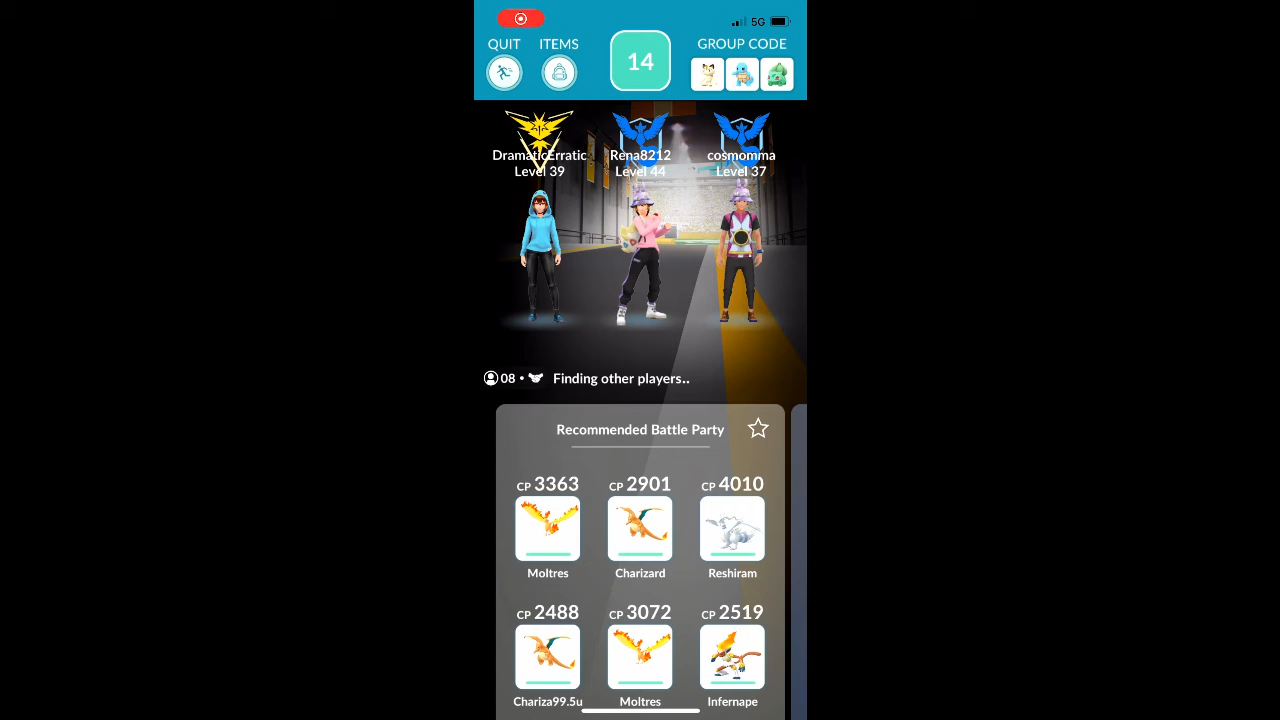 5G
QUIT ITEMS 14 GROUP CODE
DramaticErratic Rena8212 cosmomma
Level 39 Level 44 Level 37
08 • Finding other players..
Recommended Battle Party
CP 3363 CP 2901 CP 4010
Moltres Charizard Reshiram
CP 2488 CP 3072 CP 2519
Chariza99.5u Moltres Infernape